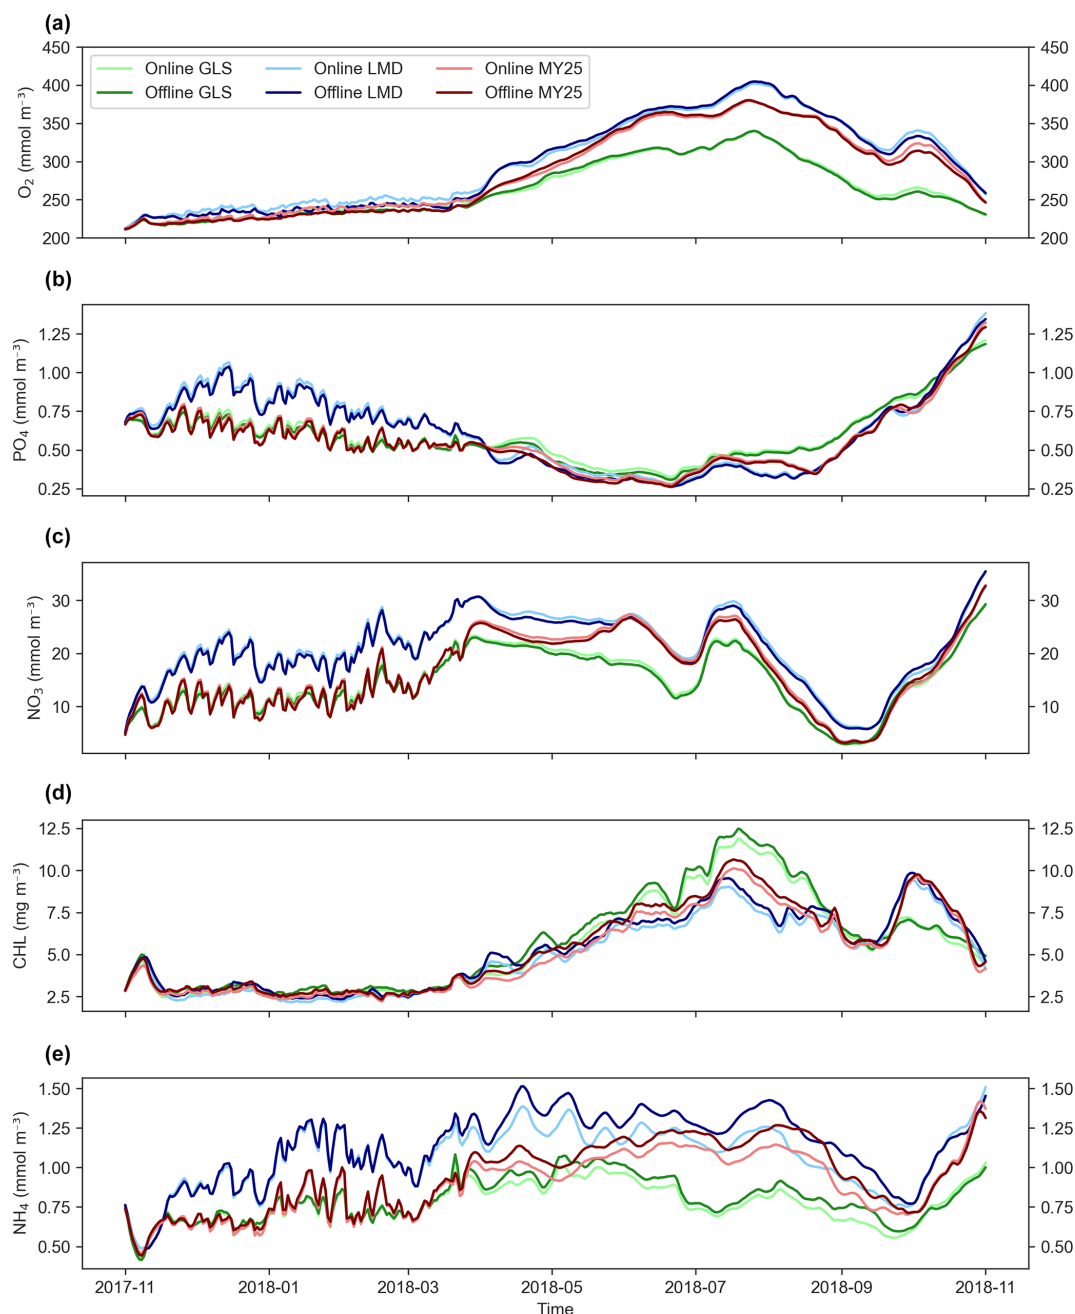 (a)
450 450
Online GLS Online LMD Online MY25
Offline GLS Offline LMD Offline MY25
400 400
350 350
300 300
250 250
200 200
O₂ (mmol m⁻³)
(b)
1.25 1.25
1.00 1.00
0.75 0.75
0.50 0.50
0.25 0.25
PO₄ (mmol m⁻³)
(c)
30 30
20 20
10 10
NO₃ (mmol m⁻³)
(d)
12.5 12.5
10.0 10.0
7.5 7.5
5.0 5.0
2.5 2.5
CHL (mg m⁻³)
(e)
1.50 1.50
1.25 1.25
1.00 1.00
0.75 0.75
0.50 0.50
NH₄ (mmol m⁻³)
2017-11 2018-01 2018-03 2018-05 2018-07 2018-09 2018-11
Time